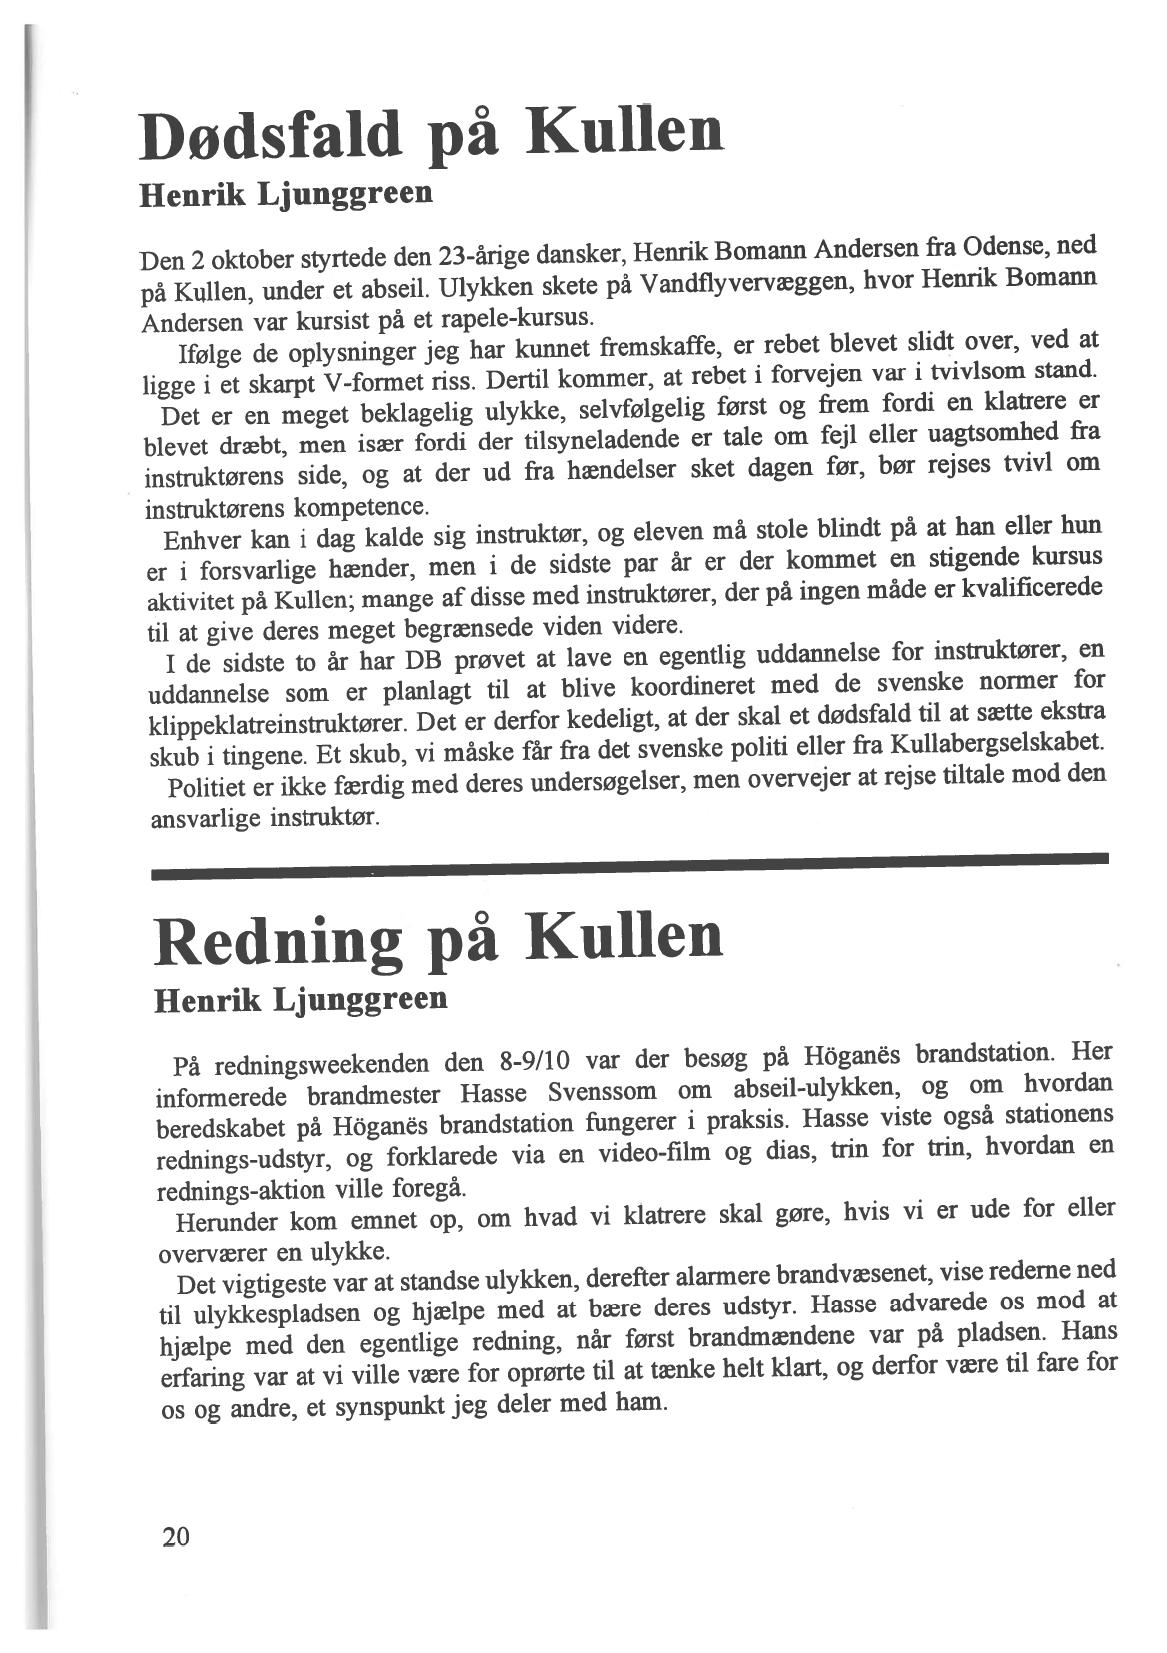 Dødsfald på Kullen
Henrik Ljunggreen
Den 2 oktober styrtede den 23-årige dansker, Henrik Bomann Andersen fra Odense, ned
på Kullen, under et abseil. Ulykken skete på Vandflyvervæggen, hvor Henrik Bomann
Andersen var kursist på et rapele-kursus.
Ifølge de oplysninger jeg har kunnet fremskaffe, er rebet blevet slidt over, ved at
ligge i et skarpt V-formet riss. Dertil kommer, at rebet i forvejen var i tvivlsom stand.
Det er en meget beklagelig ulykke, selvfølgelig først og frem fordi en klatrere er
blevet dræbt, men især fordi der tilsyneladende er tale om fejl eller uagtsomhed fra
instruktørens side, og at der ud fra hændelser sket dagen før, bør rejses tvivl om
instruktørens kompetence.
Enhver kan i dag kalde sig instruktør, og eleven må stole blindt på at han eller hun
er i forsvarlige hænder, men i de sidste par år er der kommet en stigende kursus
aktivitet på Kullen; mange af disse med instruktører, der på ingen måde er kvalificerede
til at give deres meget begrænsede viden videre.
I de sidste to år har DB prøvet at lave en egentlig uddannelse for instruktører, en
uddannelse som er planlagt til at blive koordineret med de svenske normer for
klippeklatreinstruktører. Det er derfor kedeligt, at der skal et dødsfald til at sætte ekstra
skub i tingene. Et skub, vi måske får fra det svenske politi eller fra Kullabergselskabet.
Politiet er ikke færdig med deres undersøgelser, men overvejer at rejse tiltale mod den
ansvarlige instruktør.
Redning på Kullen
Henrik Ljunggreen
På redningsweekenden den 8-9/10 var der besøg på Höganës brandstation. Her
informerede brandmester Hasse Svenssom om abseil-ulykken, og om hvordan
beredskabet på Höganës brandstation fungerer i praksis. Hasse viste også stationens
rednings-udstyr, og forklarede via en video-film og dias, trin for trin, hvordan en
rednings-aktion ville foregå.
Herunder kom emnet op, om hvad vi klatrere skal gøre, hvis vi er ude for eller
overværer en ulykke.
Det vigtigeste var at standse ulykken, derefter alarmere brandvæsenet, vise rederne ned
til ulykkespladsen og hjælpe med at bære deres udstyr. Hasse advarede os mod at
hjælpe med den egentlige redning, når først brandmændene var på pladsen. Hans
erfaring var at vi ville være for oprørte til at tænke helt klart, og derfor være til fare for
os og andre, et synspunkt jeg deler med ham.
20